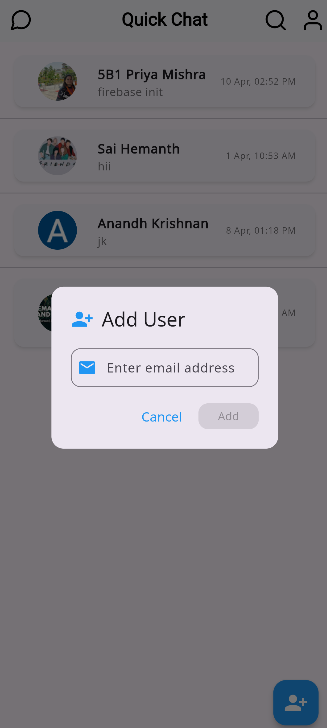 Quick Chat
5B1 Priya Mishra
10 Apr, 02:52 PM
firebase init
Sai Hemanth
1 Apr, 10:53 AM
hii
Anandh Krishnan
8 Apr, 01:18 PM
A
jk
AM
Add User
Enter email address
Cancel
Add